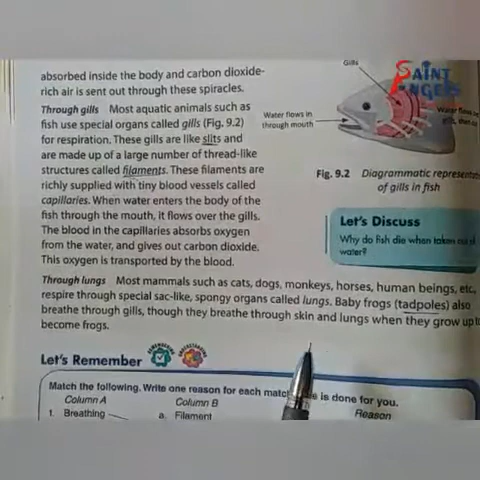 absorbed inside the body and carbon dioxide-
rich air is sent out through these spiracles.
Through gills Most aquatic animals such as
fish use special organs called gills (Fig. 9.2)
for respiration. These gills are like slits and
are made up of a large number of thread-like
structures called filaments. These filaments are
richly supplied with tiny blood vessels called
capillaries. When water enters the body of the
fish through the mouth, it flows over the gills.
The blood in the capillaries absorbs oxygen
from the water, and gives out carbon dioxide.
This oxygen is transported by the blood.
Gills
SAINT
ANGELS
Water flows in
through mouth
Water flows
gills,
Fig. 9.2 Diagrammatic
of gills in fish
Let's Discuss
Why do fish die when taken out of
water?
Through lungs Most mammals such as cats, dogs, monkeys, horses, human beings, etc,
respire through special sac-like, spongy organs called lungs. Baby frogs (tadpoles) also
breathe through gills, though they breathe through skin and lungs when they grow up to
become frogs.
Let's Remember
Match the following. Write one reason for each is done for you.
Column A Column B Reason
1. Breathing a. Filament